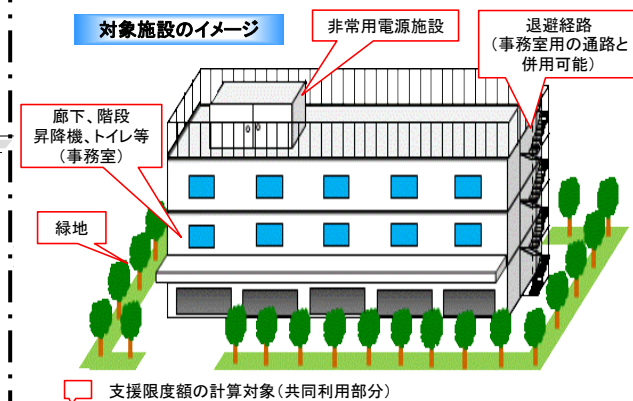 対象施設のイメージ
非常用電源施設
退避経路
(事務室用の通路と
併用可能)
廊下、階段
昇降機、トイレ等
(事務室)
緑地
支援限度額の計算対象(共同利用部分)